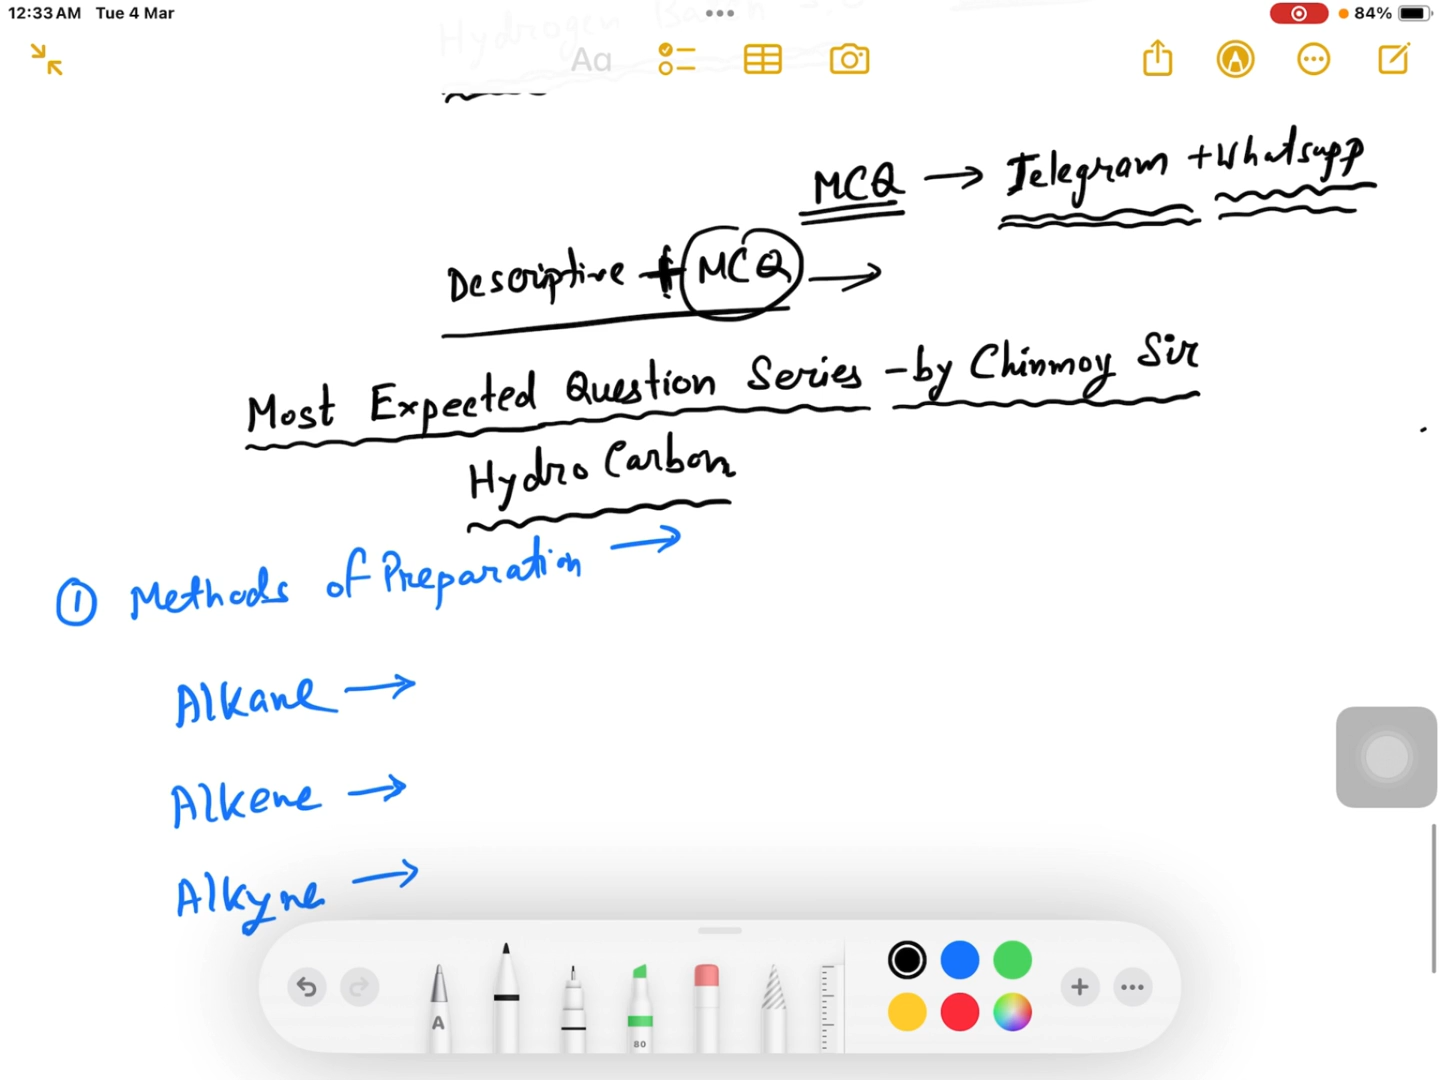 12:33 AM Tue 4 Mar
84%
Hydrogen
Aa
MCQ → Telegram + Whatsapp
Descriptive + MCQ →
Most Expected Question Series - by Chinmoy Sir
Hydro Carbon
① Methods of Preparation →
Alkane →
Alkene →
Alkyne →
A
80